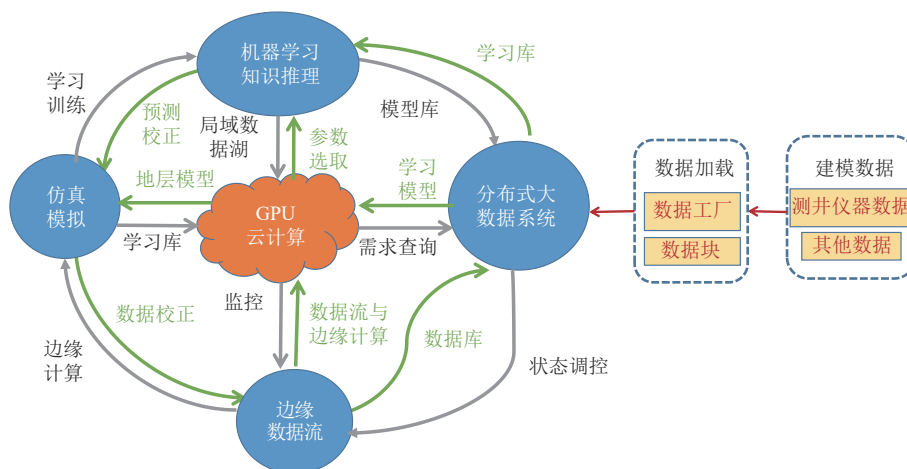 机器学习
知识推理
学习库
学习
训练
预测
校正
局域数
据湖
参数
选取
模型库
数据加载
建模数据
仿真
模拟
地层模型
GPU
云计算
学习
模型
分布式大
数据系统
数据工厂
测井仪器数据
数据块
其他数据
学习库
需求查询
数据校正
监控
数据流与
边缘计算
数据库
边缘
计算
状态调控
边缘
数据流